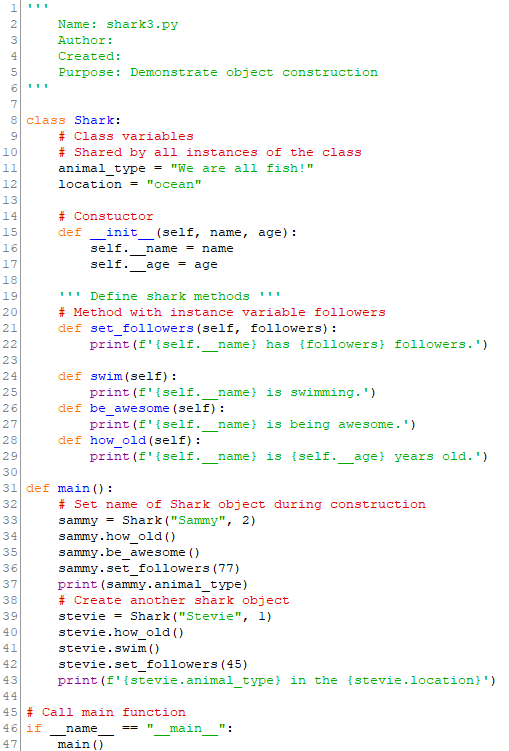 1 '''
2     Name: shark3.py
3     Author:
4     Created:
5     Purpose: Demonstrate object construction
6 '''
7
8 class Shark:
9     # Class variables
10     # Shared by all instances of the class
11     animal_type = "We are all fish!"
12     location = "ocean"
13
14     # Constuctor
15     def __init__(self, name, age):
16         self.__name = name
17         self.__age = age
18
19     ''' Define shark methods '''
20     # Method with instance variable followers
21     def set_followers(self, followers):
22         print(f'{self.__name} has {followers} followers.')
23
24     def swim(self):
25         print(f'{self.__name} is swimming.')
26     def be_awesome(self):
27         print(f'{self.__name} is being awesome.')
28     def how_old(self):
29         print(f'{self.__name} is {self.__age} years old.')
30
31 def main():
32     # Set name of Shark object during construction
33     sammy = Shark("Sammy", 2)
34     sammy.how_old()
35     sammy.be_awesome()
36     sammy.set_followers(77)
37     print(sammy.animal_type)
38     # Create another shark object
39     stevie = Shark("Stevie", 1)
40     stevie.how_old()
41     stevie.swim()
42     stevie.set_followers(45)
43     print(f'{stevie.animal_type} in the {stevie.location}')
44
45 # Call main function
46 if __name__ == "__main__":
47     main()